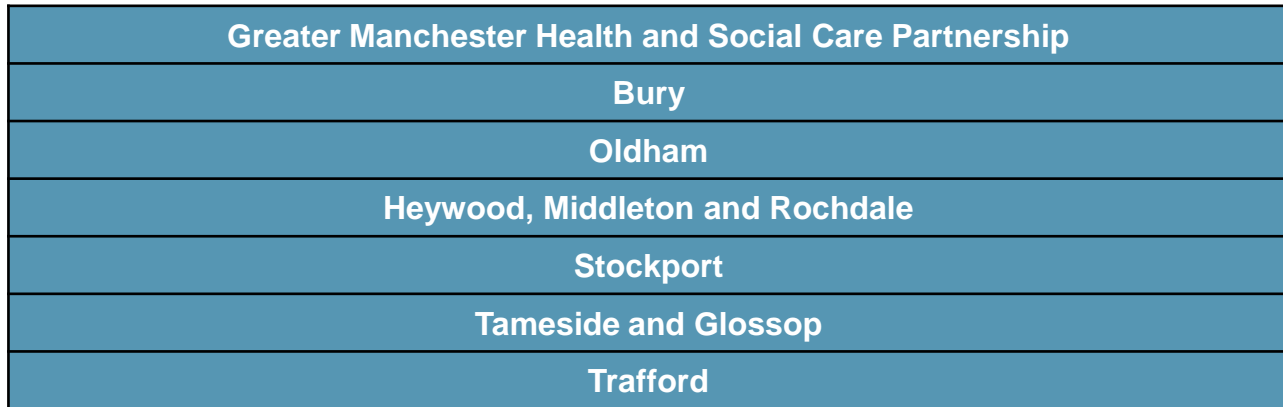 Greater Manchester Health and Social Care Partnership
Bury
Oldham
Heywood, Middleton and Rochdale
Stockport
Tameside and Glossop
Trafford